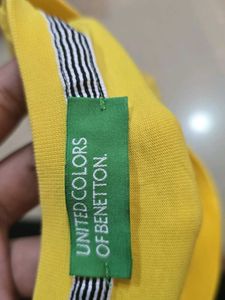 UNITED COLORS
OF BENETTON.